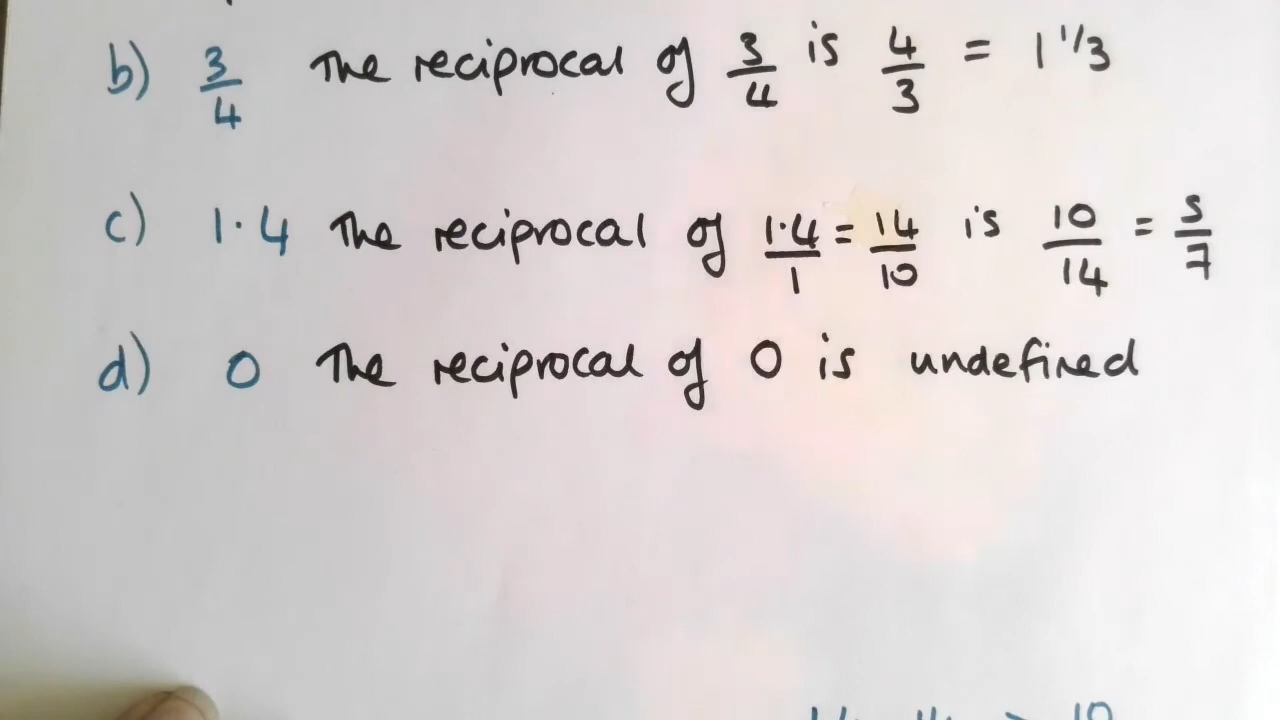 b) 3/4 The reciprocal of 3/4 is 4/3 = 1 1/3
c) 1·4 The reciprocal of 1·4/1 = 14/10 is 10/14 = 5/7
d) 0 The reciprocal of 0 is undefined